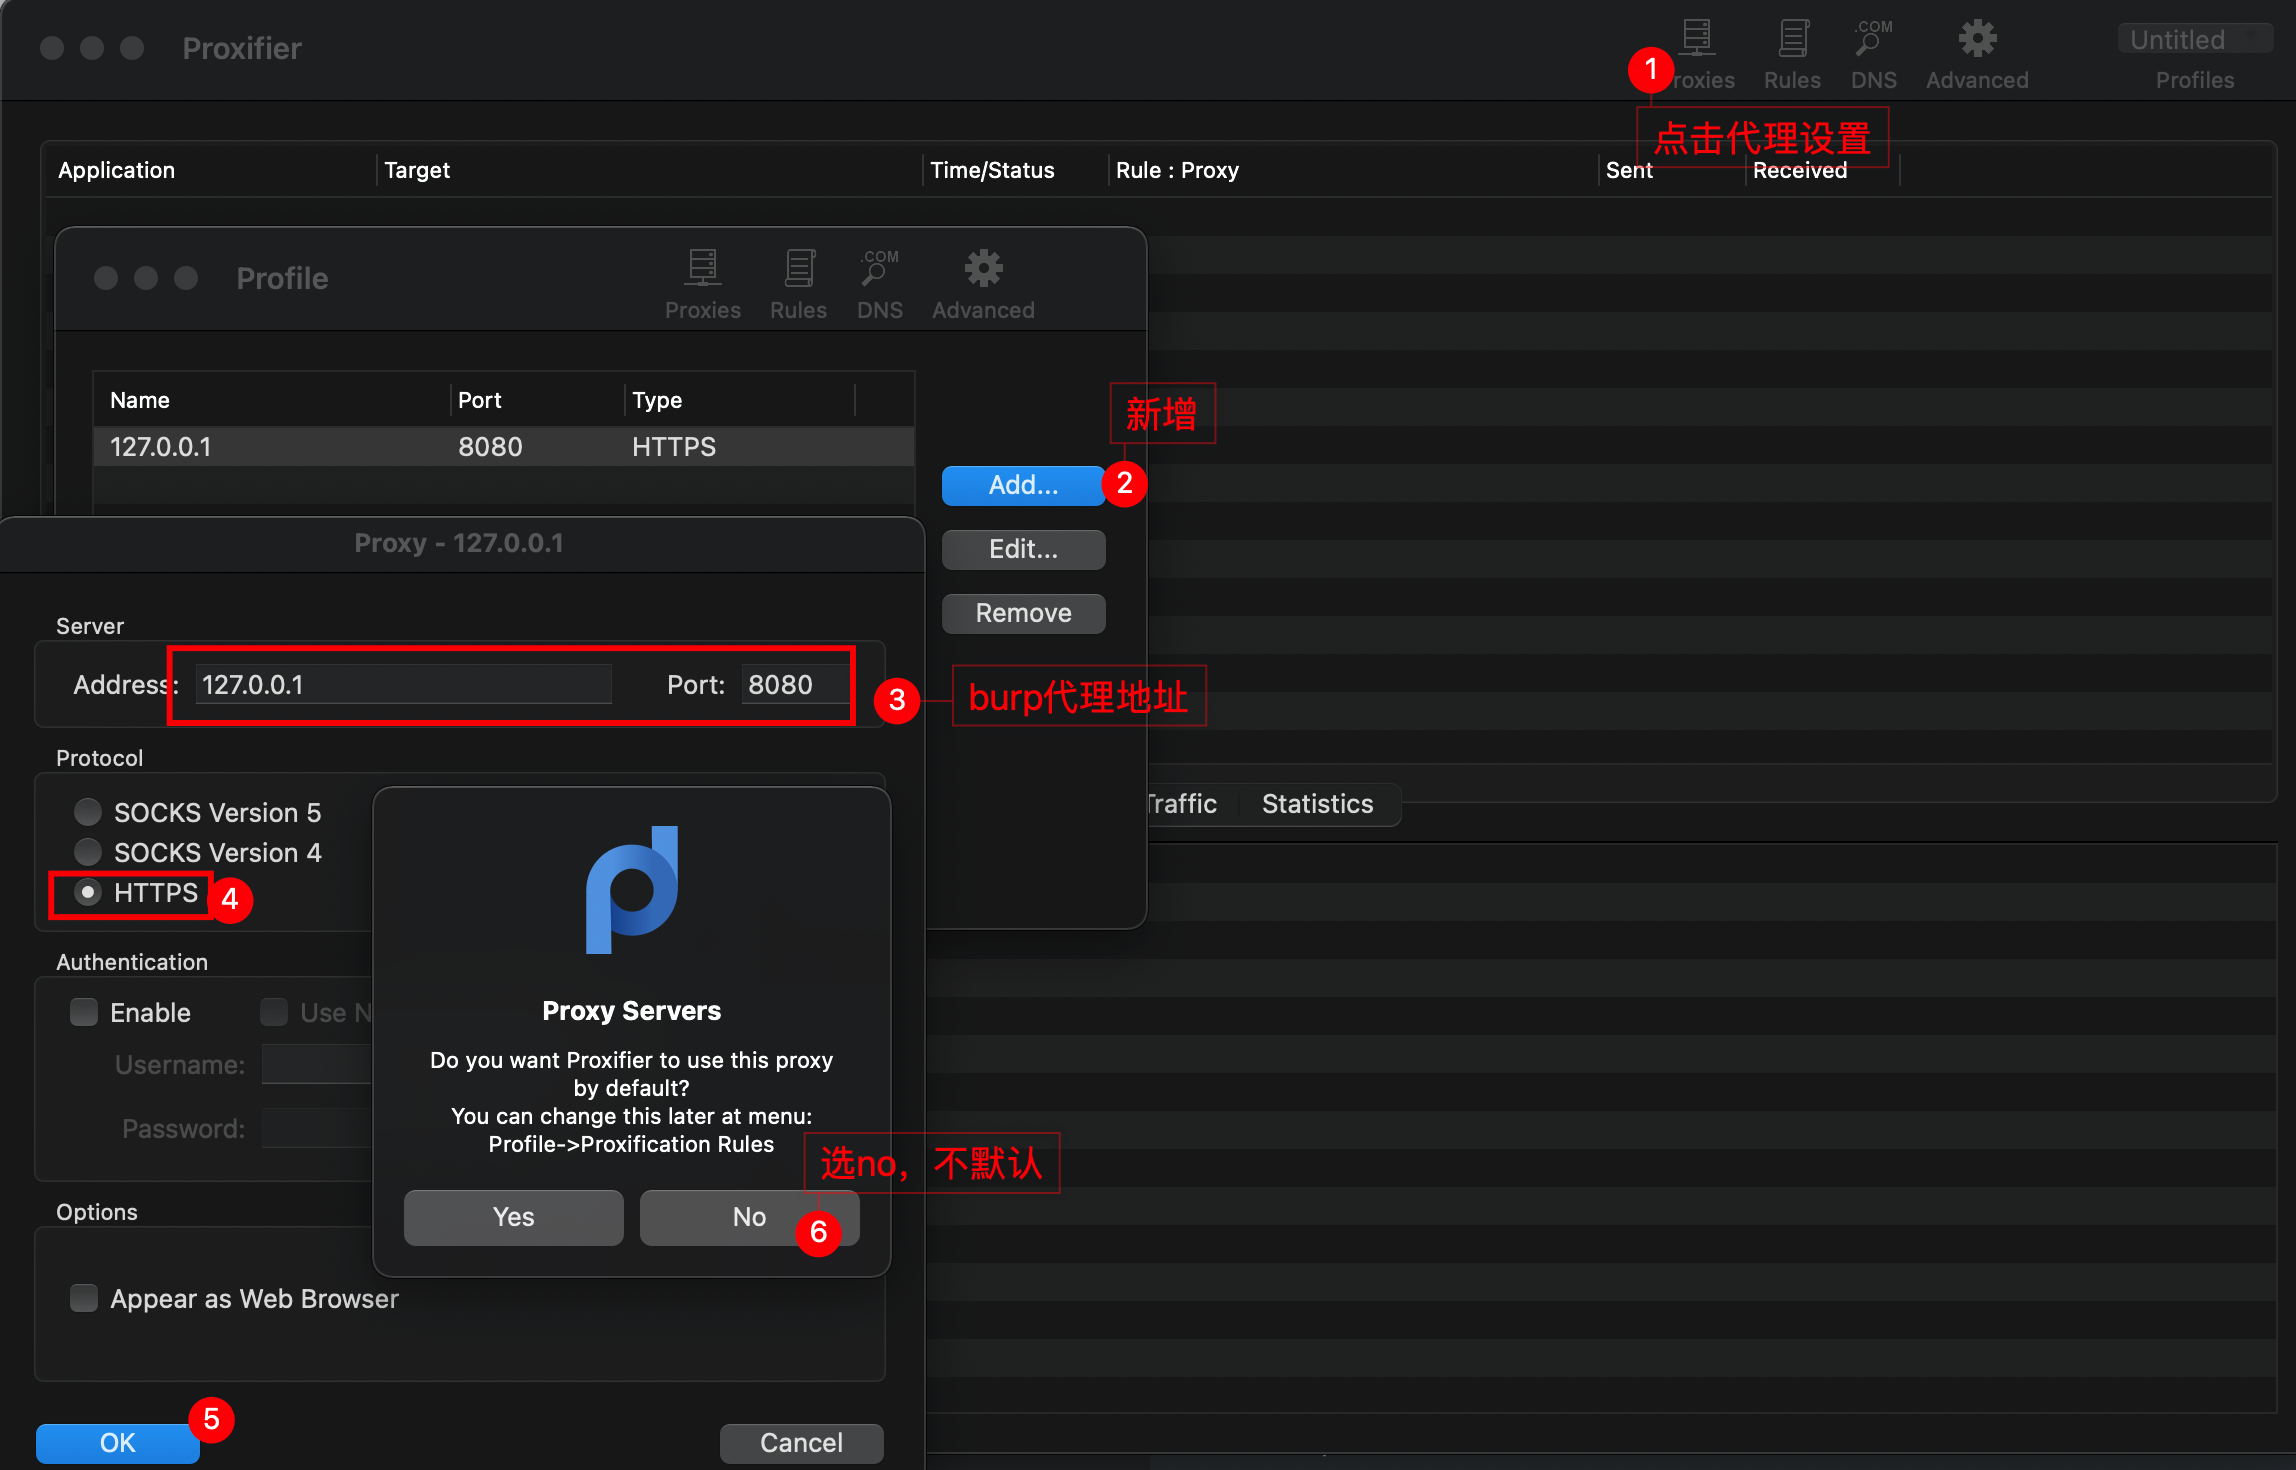 Proxifier
.COM
Untitled
1
roxies
Rules
DNS
Advanced
Profiles
点击代理设置
Application
Target
Time/Status
Rule : Proxy
Sent
Received
Profile
.COM
Proxies
Rules
DNS
Advanced
Name
Port
Type
127.0.0.1
8080
HTTPS
新增
Add...
2
Edit...
Remove
Proxy - 127.0.0.1
Server
Address:
127.0.0.1
Port:
8080
3
burp代理地址
Protocol
SOCKS Version 5
SOCKS Version 4
HTTPS
4
Traffic
Statistics
Authentication
Enable
Use N
Username:
Password:
Proxy Servers
Do you want Proxifier to use this proxy
by default?
You can change this later at menu:
Profile->Proxification Rules
选no，不默认
Yes
No
6
Options
Appear as Web Browser
5
OK
Cancel